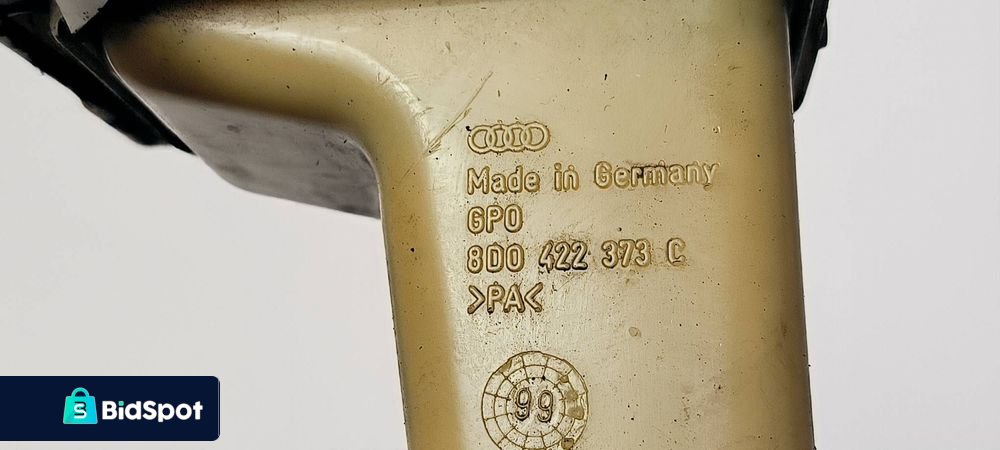 Made in Germany
GPO
8D0 422 373 C
>PA<
99
BidSpot